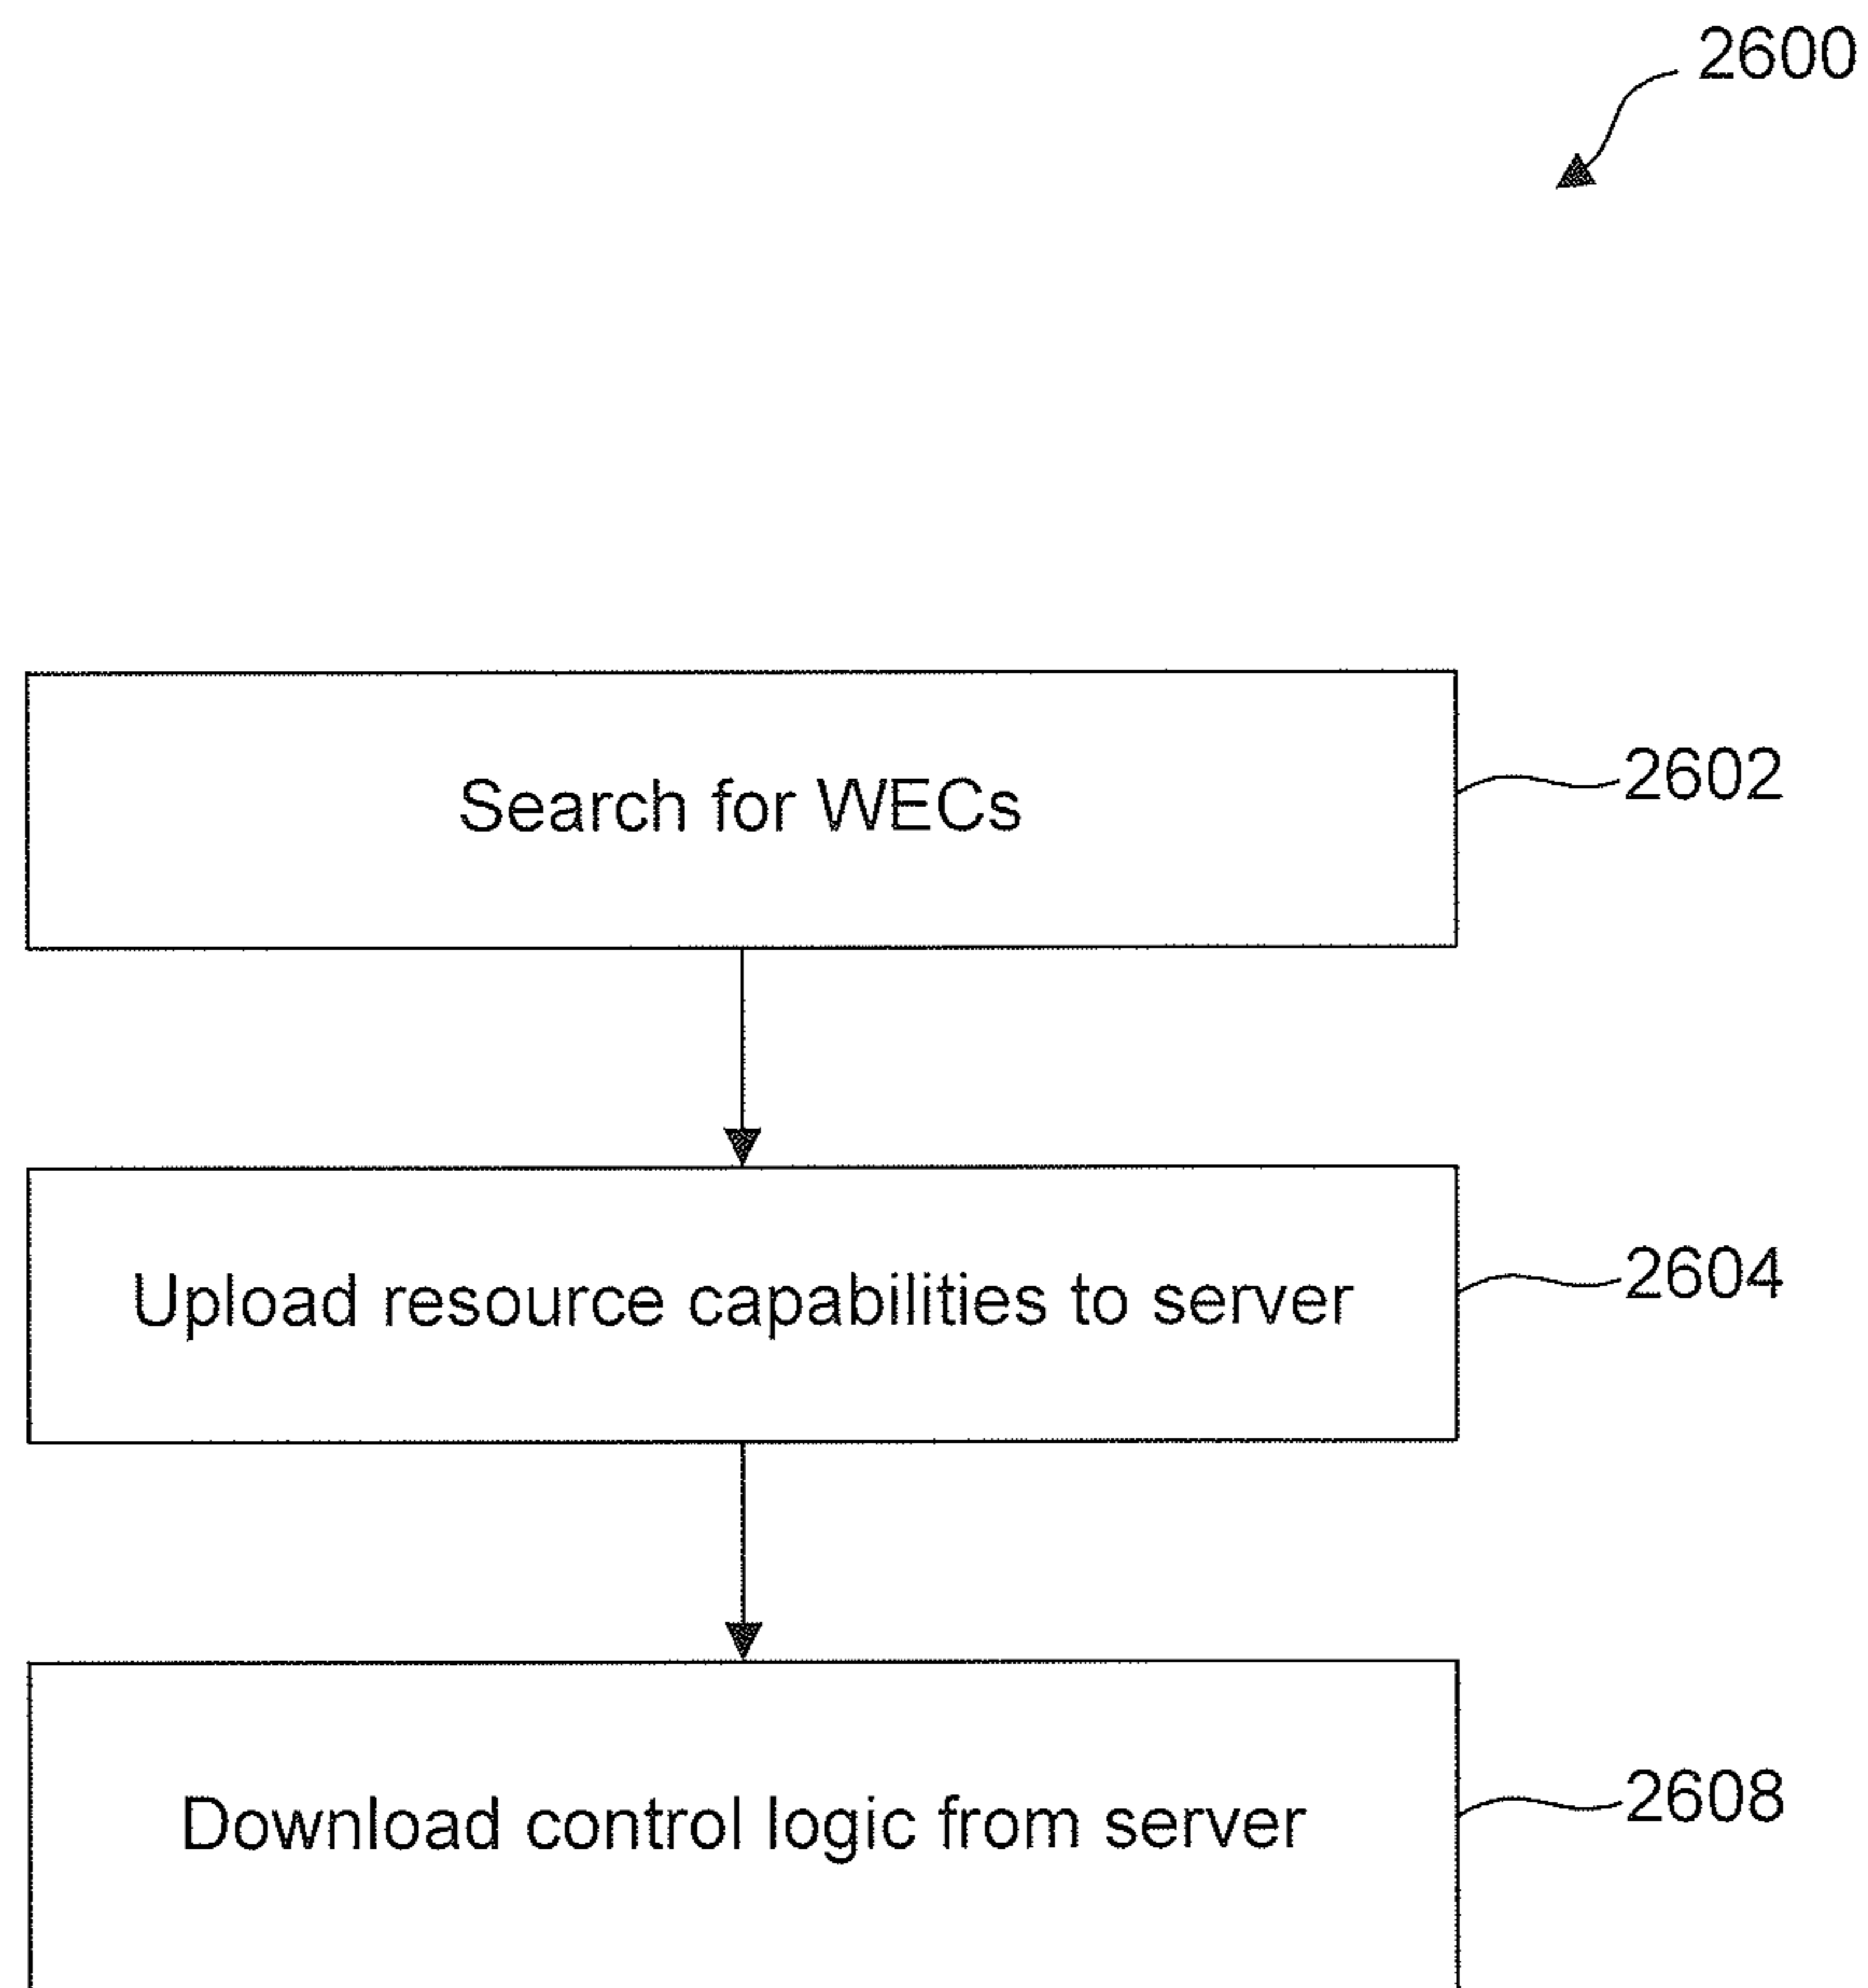 2600
Search for WECs
2602
Upload resource capabilities to server
2604
Download control logic from server
2608